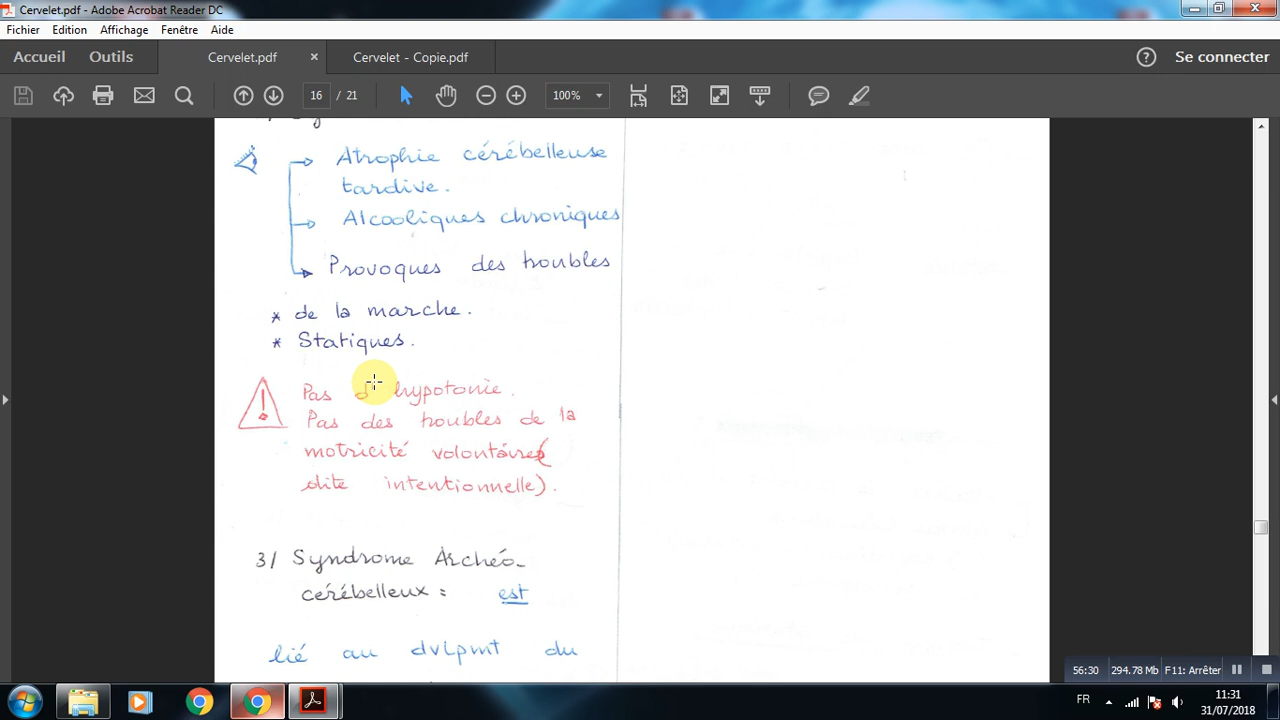 Cervelet.pdf - Adobe Acrobat Reader DC
Fichier Edition Affichage Fenêtre Aide
Accueil Outils Cervelet.pdf × Cervelet - Copie.pdf ? Se connecter
16 / 21 100%
Atrophie cérébelleuse
tardive.
Alcooliques chroniques
Provoques des troubles
* de la marche.
* Statiques.
Pas d'hypotonie.
Pas des troubles de la
motricité volontaires(
dite intentionnelle).
3/ Syndrome Archéo-
cérébelleux : est
lié au dvlpmt du
56:30 294.78 Mb F11: Arrêter
FR 11:31
31/07/2018